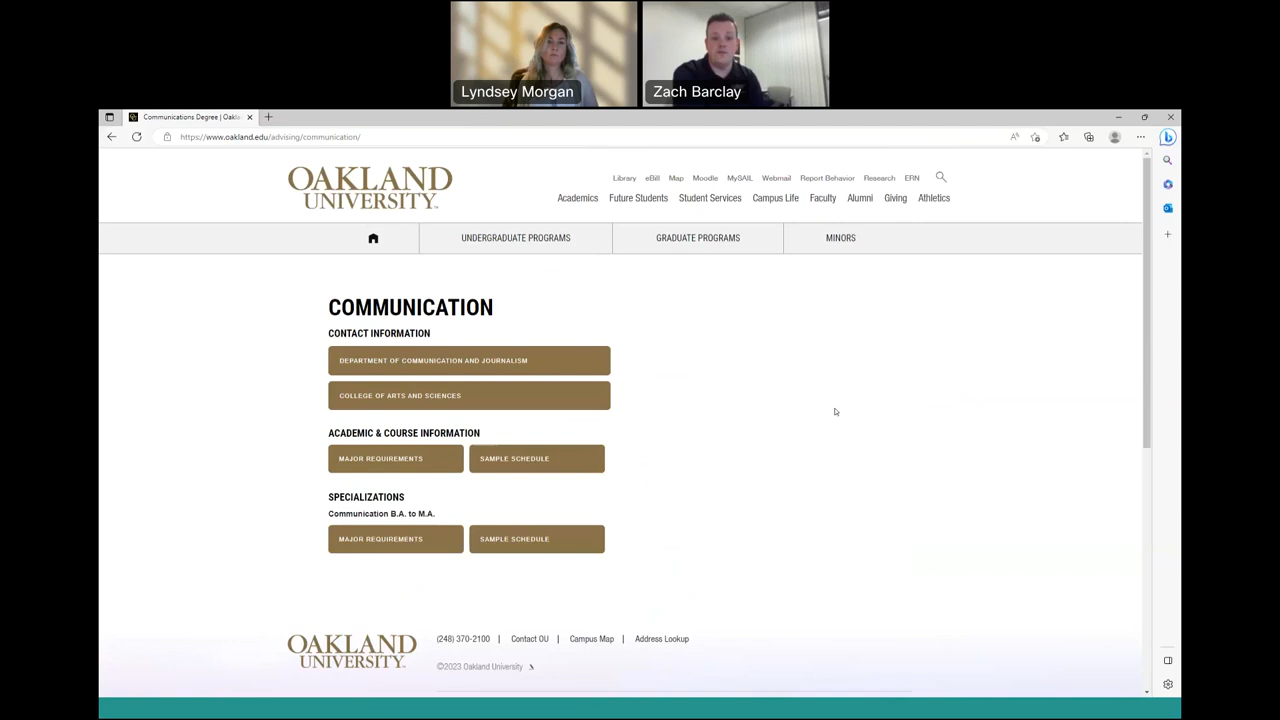 Lyndsey Morgan
Zach Barclay
Communications Degree | Oakla
https://www.oakland.edu/advising/communication/
OAKLAND
UNIVERSITY™
Library eBill Map Moodle MySAIL Webmail Report Behavior Research ERN
Academics Future Students Student Services Campus Life Faculty Alumni Giving Athletics
UNDERGRADUATE PROGRAMS GRADUATE PROGRAMS MINORS
COMMUNICATION
CONTACT INFORMATION
DEPARTMENT OF COMMUNICATION AND JOURNALISM
COLLEGE OF ARTS AND SCIENCES
ACADEMIC & COURSE INFORMATION
MAJOR REQUIREMENTS SAMPLE SCHEDULE
SPECIALIZATIONS
Communication B.A. to M.A.
MAJOR REQUIREMENTS SAMPLE SCHEDULE
OAKLAND
UNIVERSITY™
(248) 370-2100 | Contact OU | Campus Map | Address Lookup
©2023 Oakland University